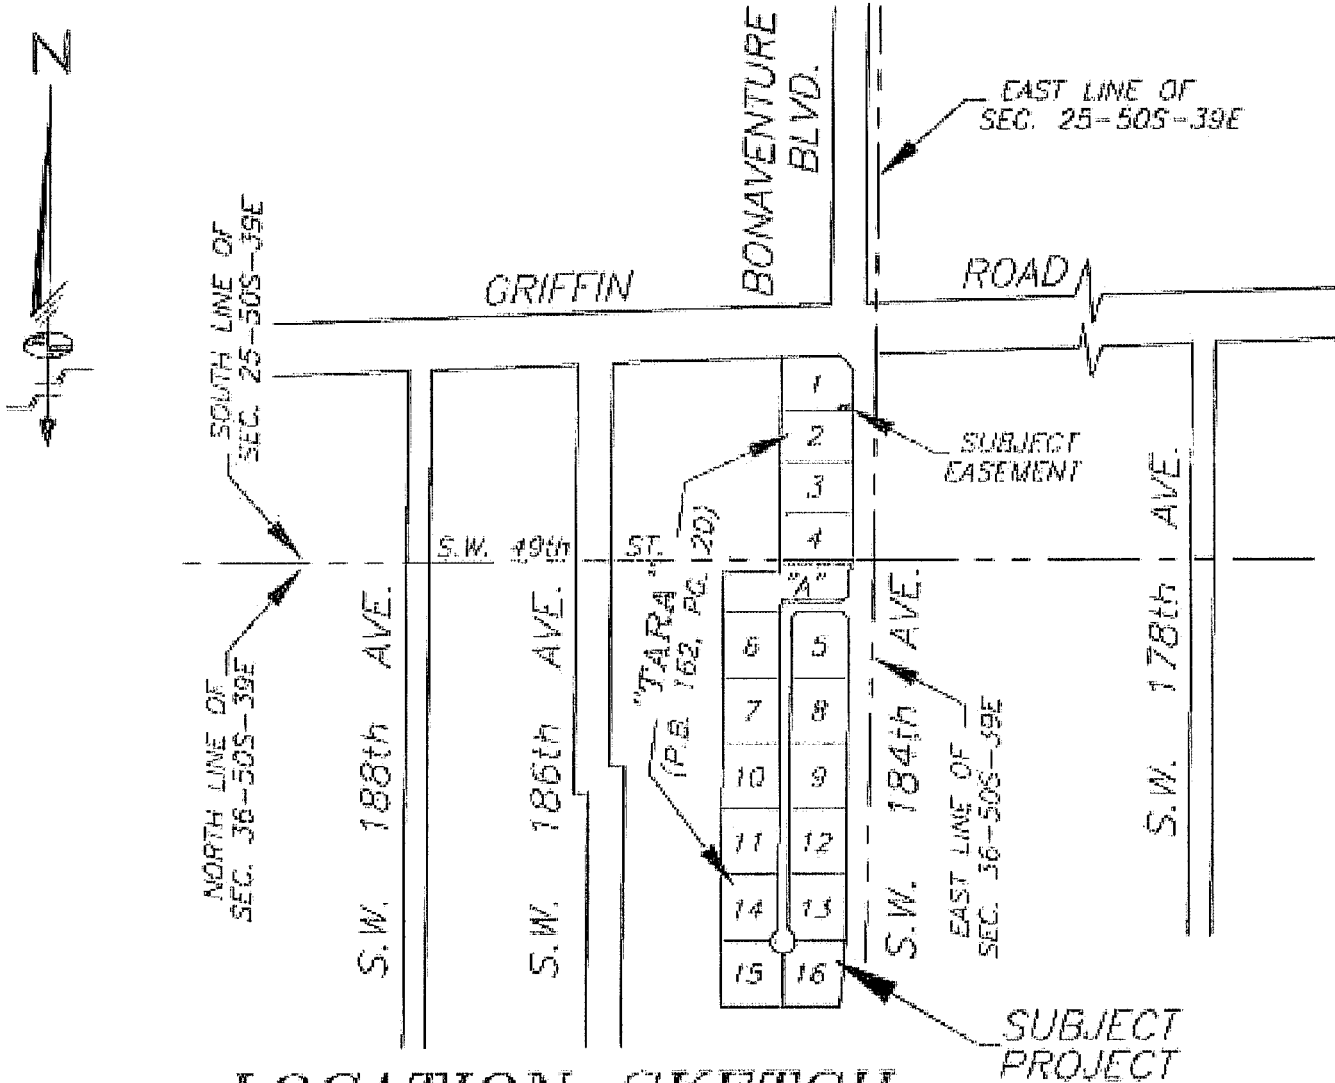 N
BONAVENTURE
BLVD.
EAST LINE OF
SEC. 25-50S-39E
SOUTH LINE OF
SEC. 25-50S-39E
GRIFFIN
ROAD
1
2
3
4
SUBJECT
EASEMENT
S.W. 49th ST.
"A"
"TARA"
(P.B. 162, PG. 20)
NORTH LINE OF
SEC. 36-50S-39E
S.W. 188th AVE.
S.W. 186th AVE.
S.W. 184th AVE.
S.W. 178th AVE.
EAST LINE OF
SEC. 36-50S-39E
6 5
7 8
10 9
11 12
14 13
15 16
SUBJECT
PROJECT
LOCATION SKETCH